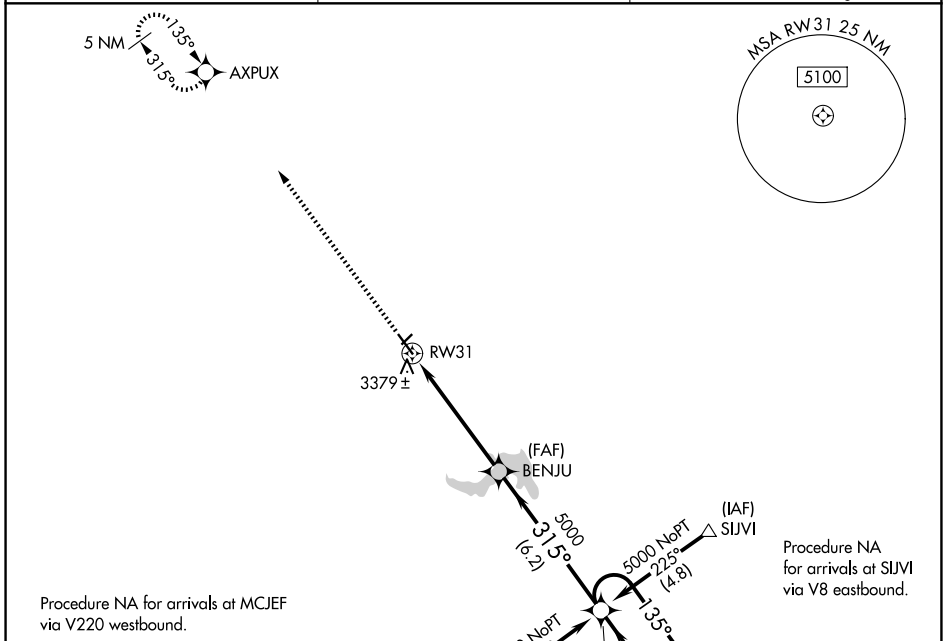 5 NM
135°
315°
AXPUX
MSA RW31 25 NM
5100
RW31
3379 ±
(FAF)
BENJU
5000
315°
(6.2)
(IAF)
SIJVI
5000 NoPT
225°
(4.8)
135°
Procedure NA
for arrivals at SIJVI
via V8 eastbound.
Procedure NA for arrivals at MCJEF
via V220 westbound.
NoPT